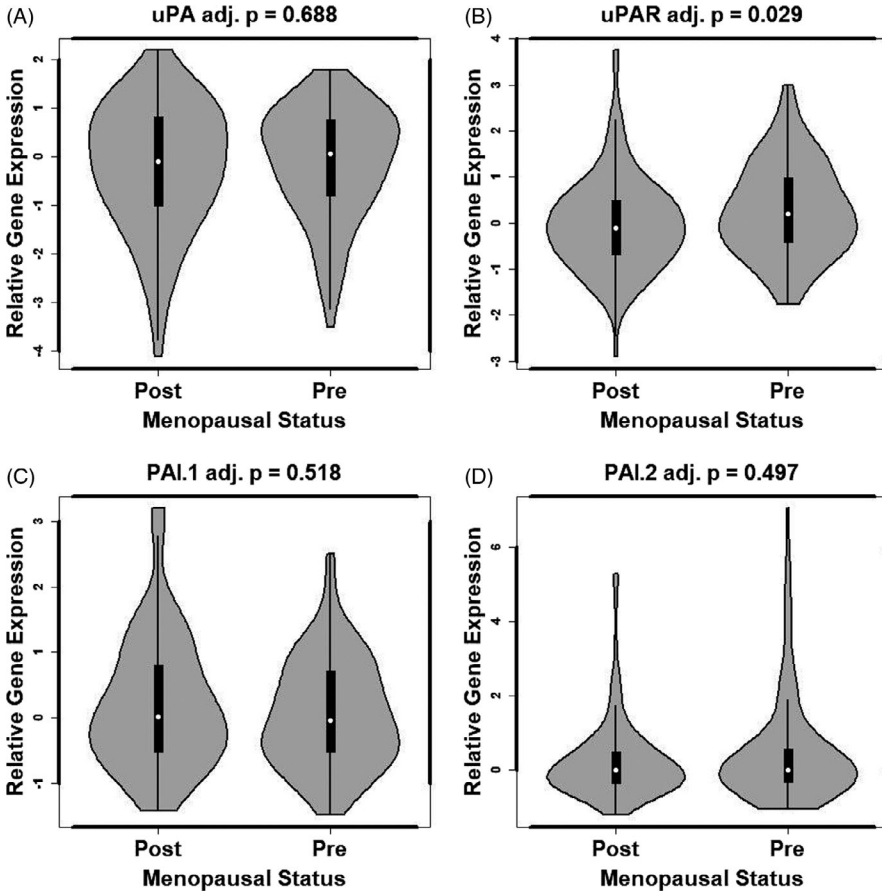 (A)
uPA adj. p = 0.688
Relative Gene Expression
2
1
0
-1
-2
-3
-4
Post Pre
Menopausal Status
(B)
uPAR adj. p = 0.029
Relative Gene Expression
4
3
2
1
0
-1
-2
-3
Post Pre
Menopausal Status
(C)
PAI.1 adj. p = 0.518
Relative Gene Expression
3
2
1
0
-1
Post Pre
Menopausal Status
(D)
PAI.2 adj. p = 0.497
Relative Gene Expression
6
4
2
0
Post Pre
Menopausal Status